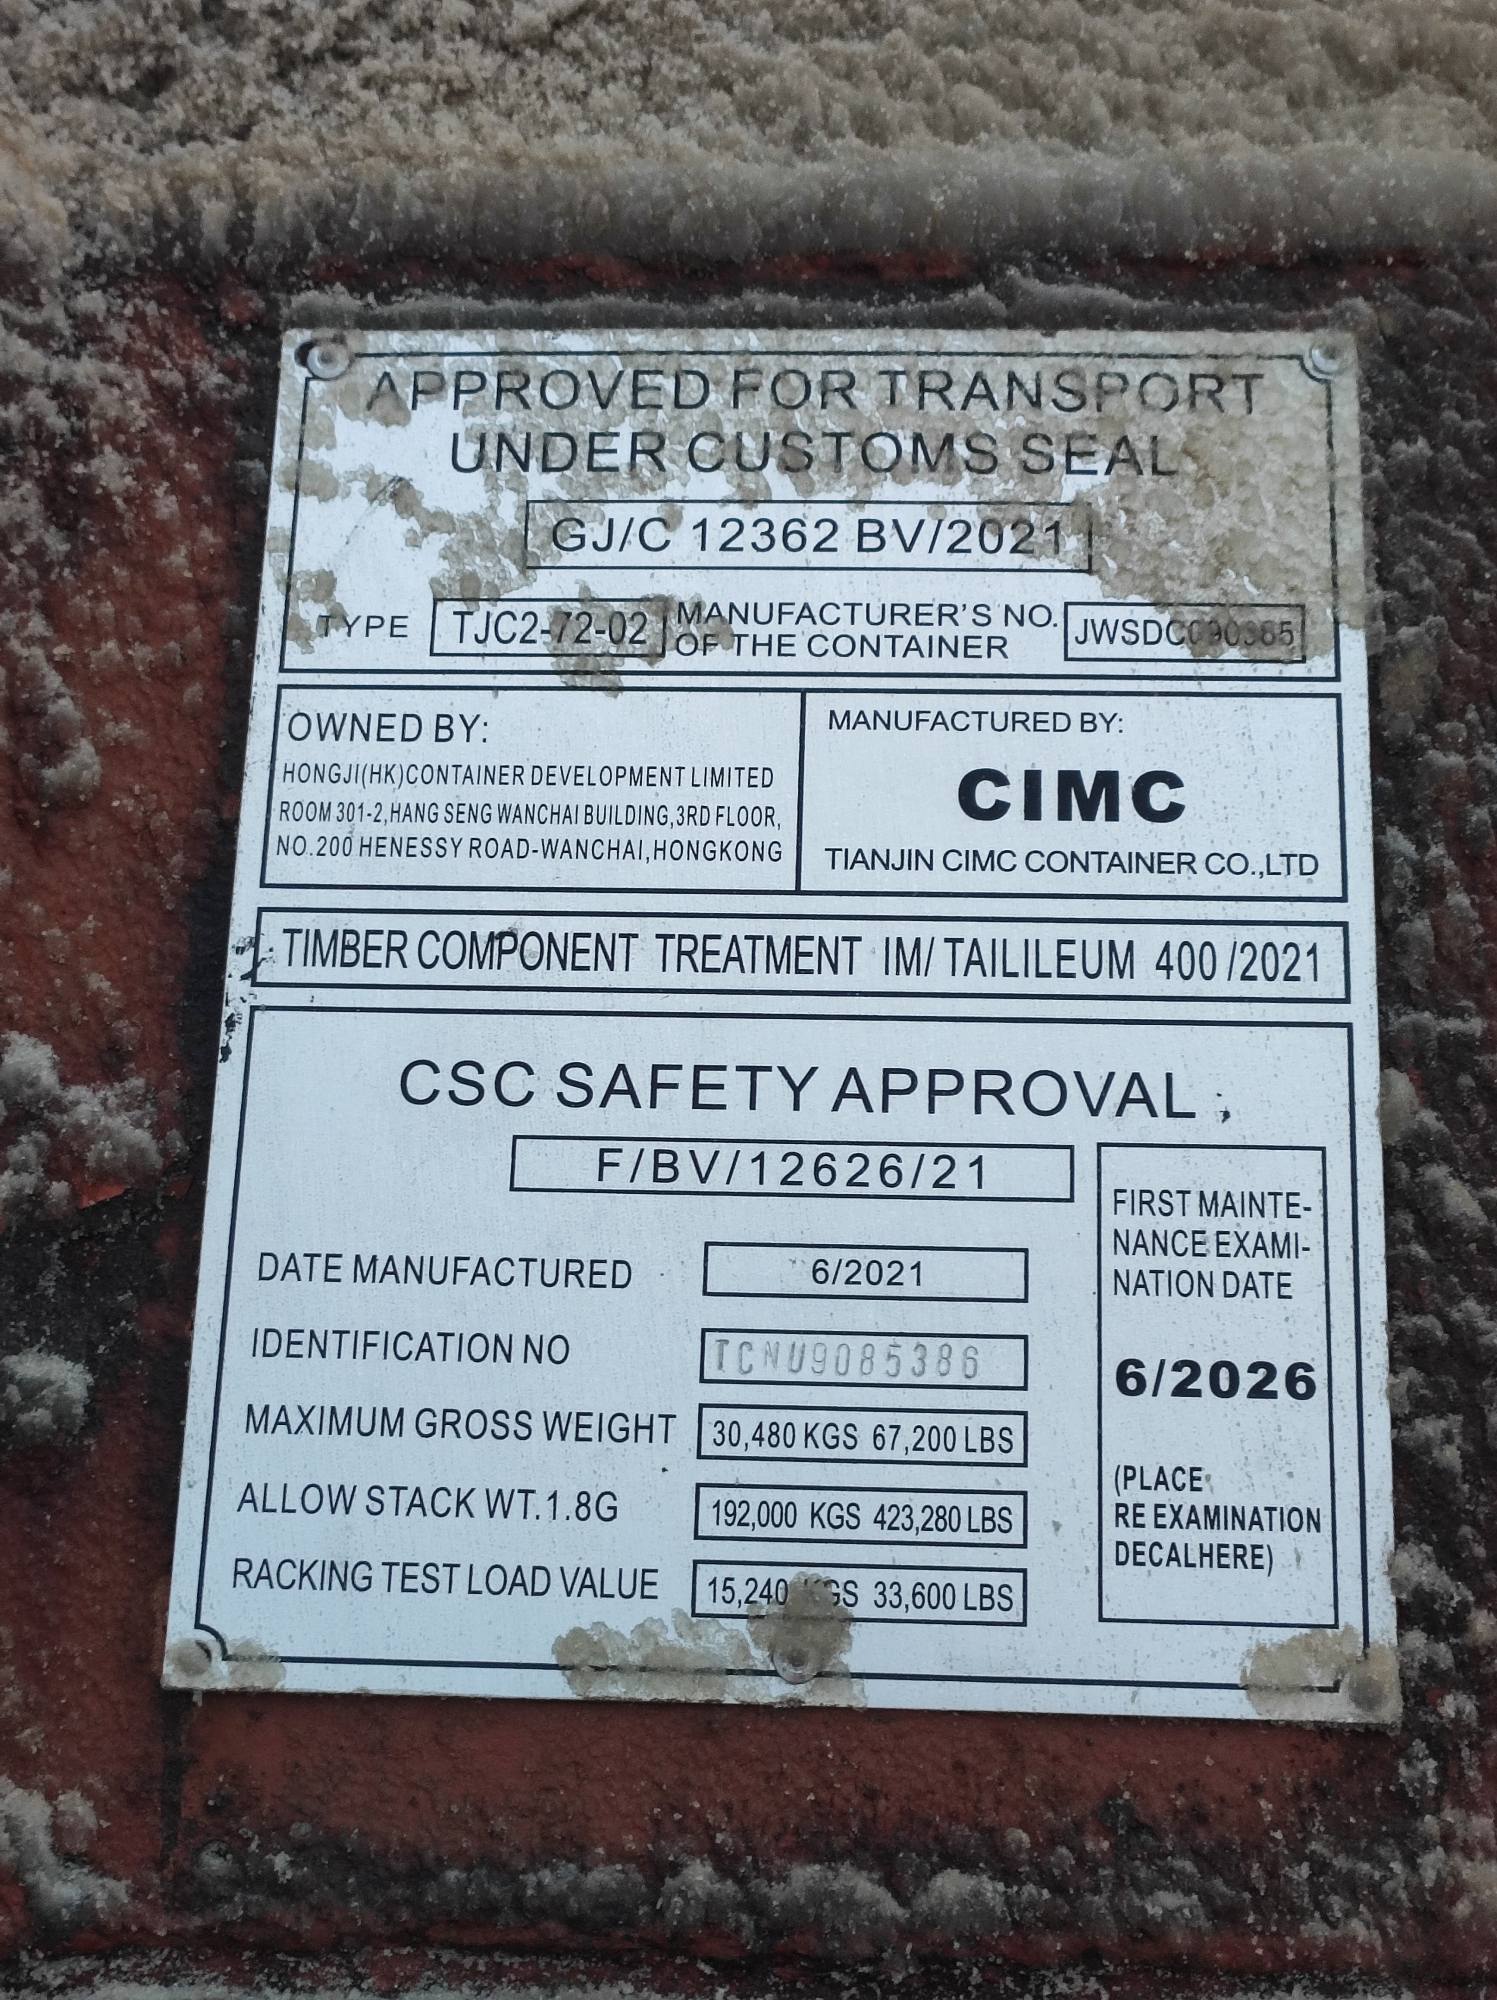 APPROVED FOR TRANSPORT
UNDER CUSTOMS SEAL
GJ/C 12362 BV/2021
TYPE TJC2-72-02 MANUFACTURER'S NO.
OF THE CONTAINER JWSDC090385
OWNED BY:
HONGJI(HK)CONTAINER DEVELOPMENT LIMITED
ROOM 301-2,HANG SENG WANCHAI BUILDING,3RD FLOOR,
NO.200 HENESSY ROAD-WANCHAI,HONGKONG
MANUFACTURED BY:
CIMC
TIANJIN CIMC CONTAINER CO.,LTD
TIMBER COMPONENT TREATMENT IM/ TAILILEUM 400 /2021
CSC SAFETY APPROVAL
F/BV/12626/21
DATE MANUFACTURED 6/2021
IDENTIFICATION NO TCNU9085386
MAXIMUM GROSS WEIGHT 30,480 KGS 67,200 LBS
ALLOW STACK WT.1.8G 192,000 KGS 423,280 LBS
RACKING TEST LOAD VALUE 15,240 KGS 33,600 LBS
FIRST MAINTE-
NANCE EXAMI-
NATION DATE
6/2026
(PLACE
RE EXAMINATION
DECALHERE)